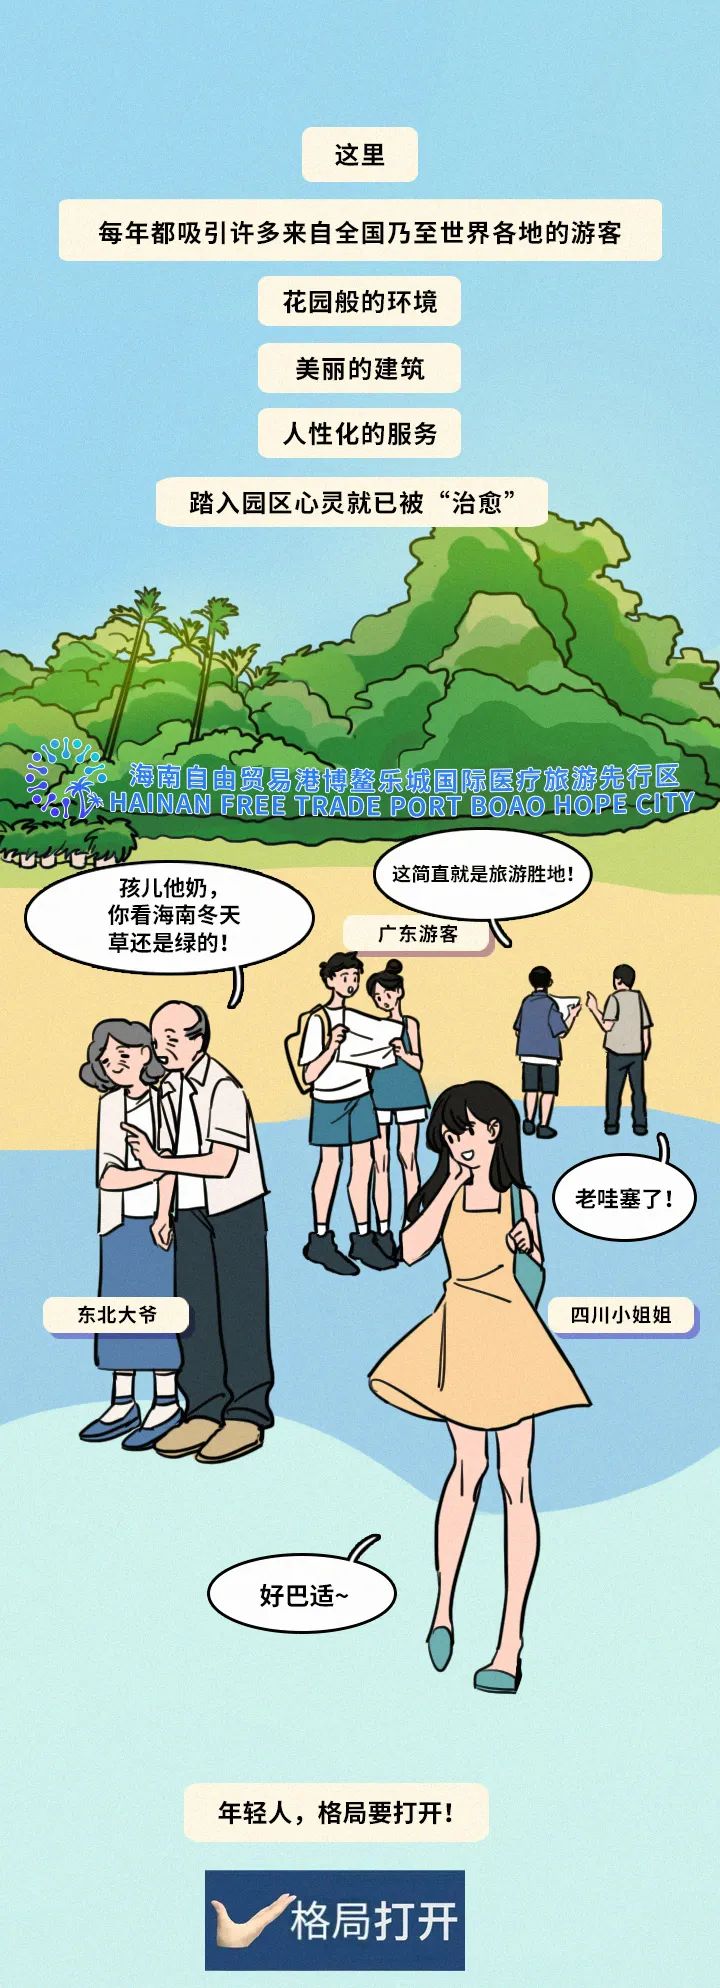 这里
每年都吸引许多来自全国乃至世界各地的游客
花园般的环境
美丽的建筑
人性化的服务
踏入园区心灵就已被“治愈”
海南自由贸易港博鳌乐城国际医疗旅游先行区
HAINAN FREE TRADE PORT BOAO HOPE CITY
孩儿他奶，
你看海南冬天
草还是绿的！
这简直就是旅游胜地！
广东游客
老哇塞了！
东北大爷
四川小姐姐
好巴适~
年轻人，格局要打开！
格局打开